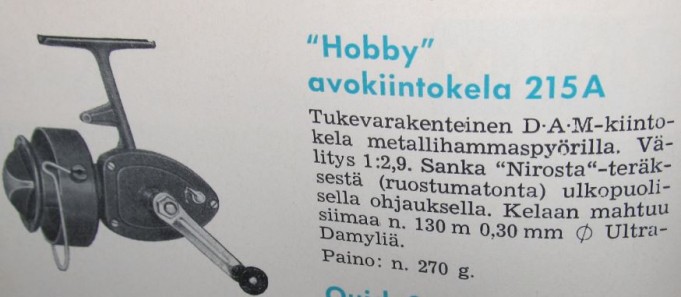 “Hobby”
avokiintokela 215A
Tukevarakenteinen D·A·M-kiinto-
kela metallihammaspyörilla. Vä-
litys 1:2,9. Sanka “Nirosta“-teräk-
sestä (ruostumatonta) ulkopuoli-
sella ohjauksella. Kelaan mahtuu
siimaa n. 130 m 0,30 mm ∅ Ultra-
Damyliä.
Paino: n. 270 g.